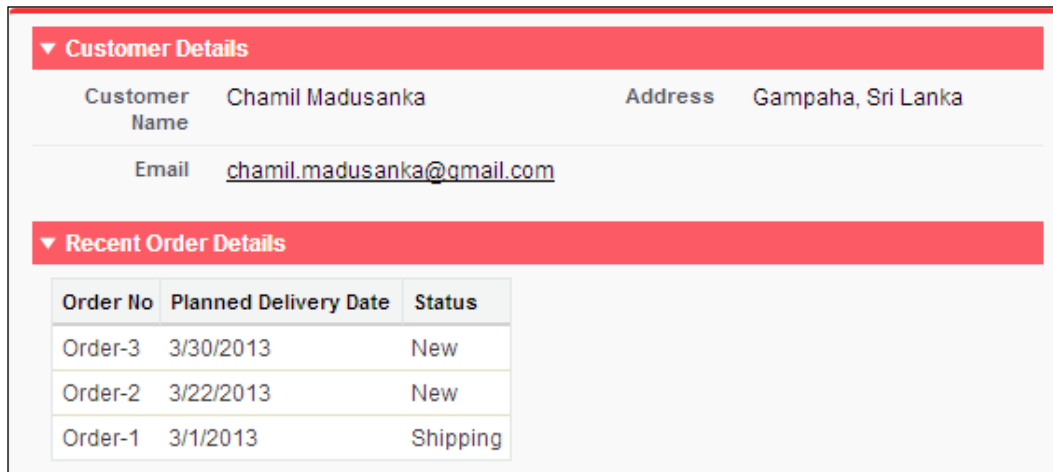 Customer Details
Customer Name Chamil Madusanka Address Gampaha, Sri Lanka
Email chamil.madusanka@gmail.com
Recent Order Details
Order No Planned Delivery Date Status
Order-3 3/30/2013 New
Order-2 3/22/2013 New
Order-1 3/1/2013 Shipping